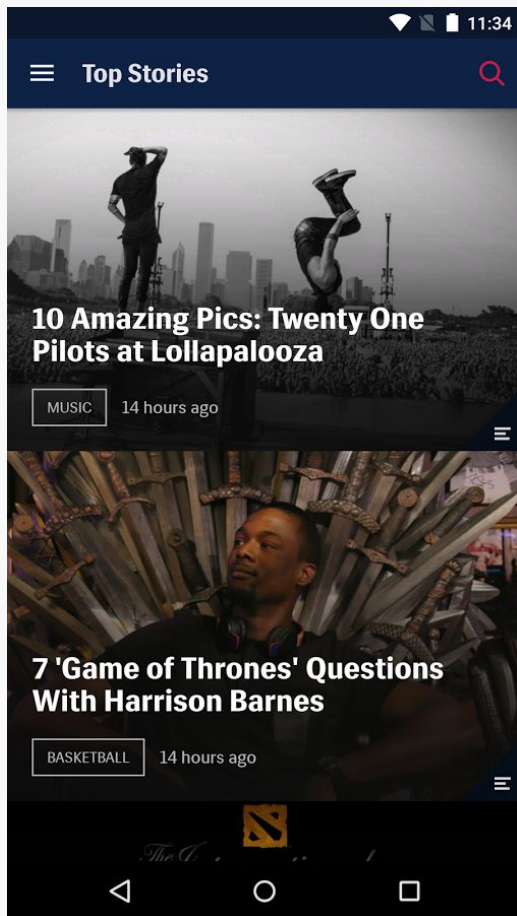 11:34
Top Stories
10 Amazing Pics: Twenty One
Pilots at Lollapalooza
MUSIC 14 hours ago
7 'Game of Thrones' Questions
With Harrison Barnes
BASKETBALL 14 hours ago
The